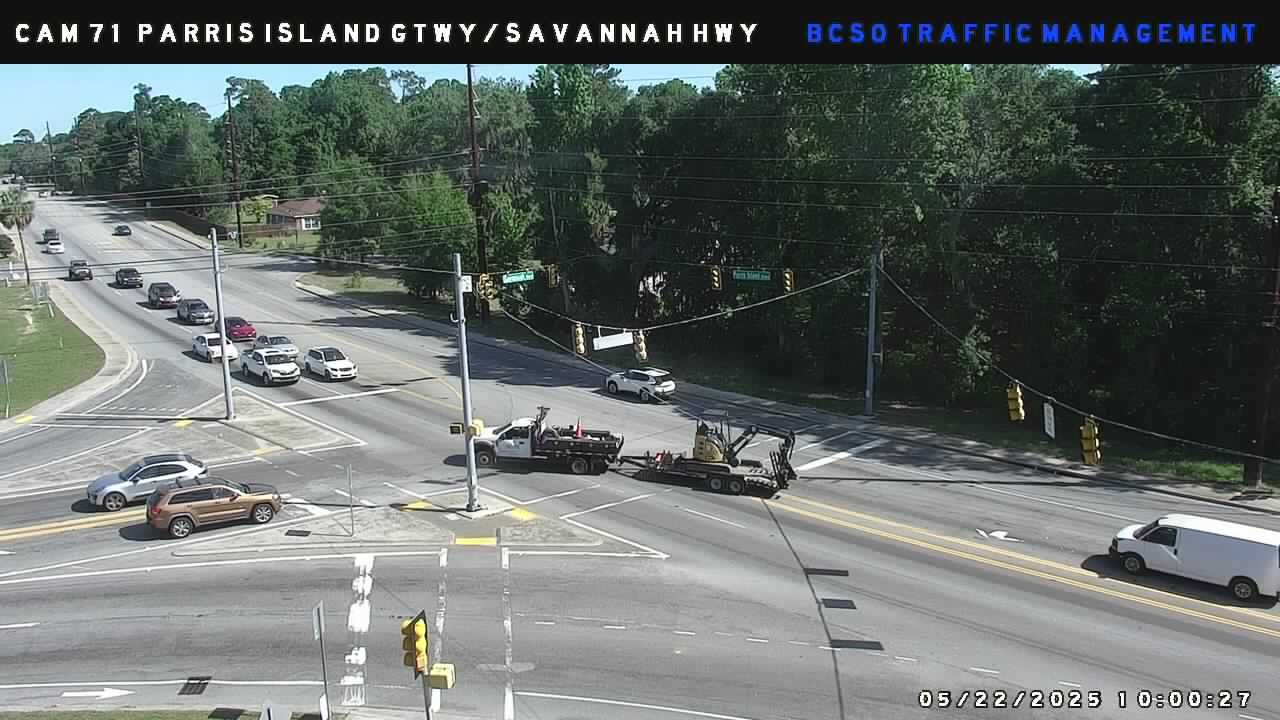 CAM 71 PARRIS ISLAND GTWY/SAVANNAH HWY
BCSO TRAFFIC MANAGEMENT
05/22/2025 10:00:27